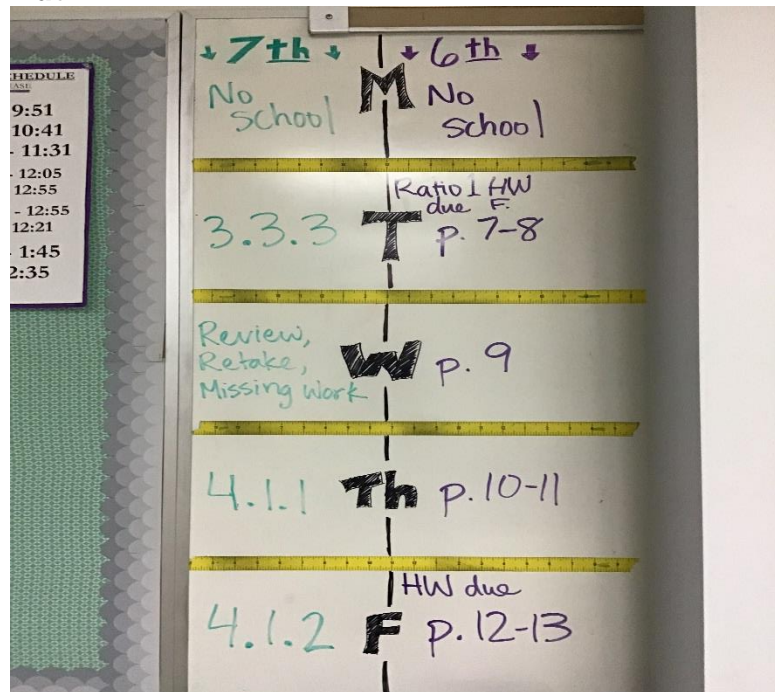 HEDULE
9:51
10:41
- 11:31
- 12:05
12:55
- 12:55
12:21
- 1:45
2:35
↓ 7th ↓
↓ 6th ↓
No
school
M
No
school
3.3.3
T
Ratio 1 HW
due F.
p. 7-8
Review,
Retake,
Missing Work
W
p. 9
4.1.1
Th
p. 10-11
4.1.2
F
HW due
p. 12-13